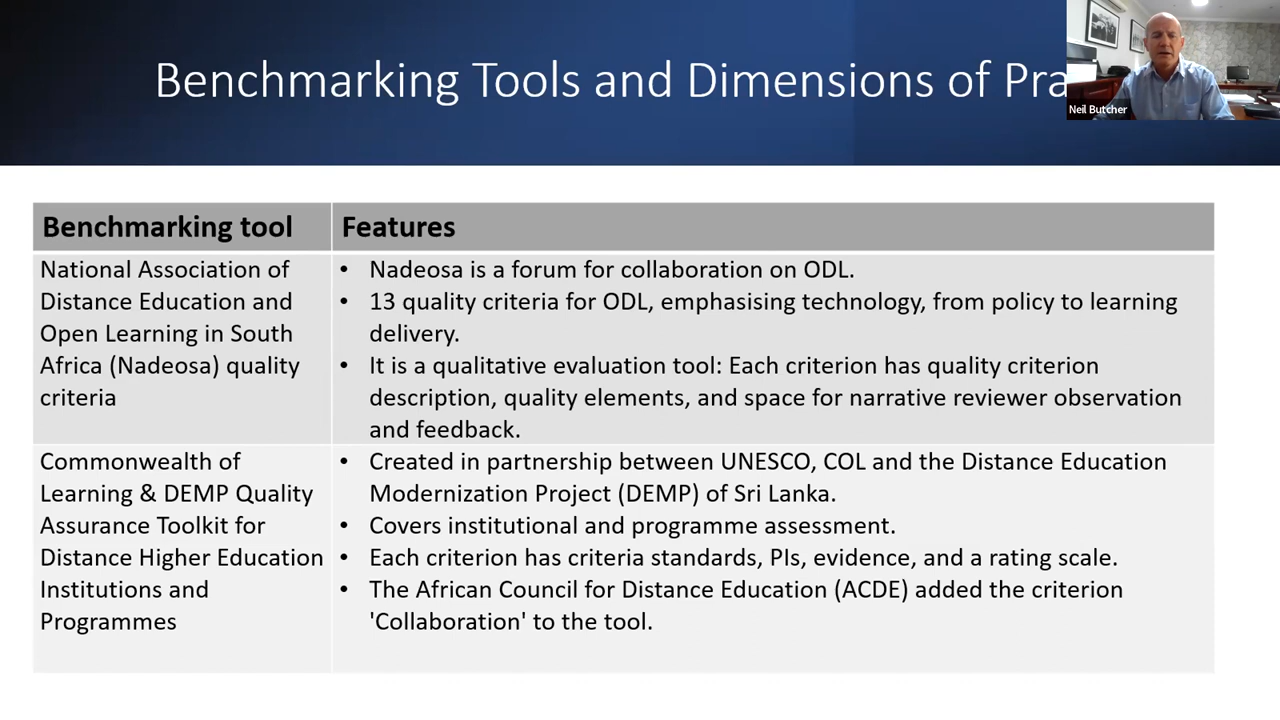 Benchmarking Tools and Dimensions of
Neil Butcher
Benchmarking tool
Features
National Association of
Distance Education and
Open Learning in South
Africa (Nadeosa) quality
criteria
• Nadeosa is a forum for collaboration on ODL.
• 13 quality criteria for ODL, emphasising technology, from policy to learning
delivery.
• It is a qualitative evaluation tool: Each criterion has quality criterion
description, quality elements, and space for narrative reviewer observation
and feedback.
Commonwealth of
Learning & DEMP Quality
Assurance Toolkit for
Distance Higher Education
Institutions and
Programmes
• Created in partnership between UNESCO, COL and the Distance Education
Modernization Project (DEMP) of Sri Lanka.
• Covers institutional and programme assessment.
• Each criterion has criteria standards, PIs, evidence, and a rating scale.
• The African Council for Distance Education (ACDE) added the criterion
'Collaboration' to the tool.